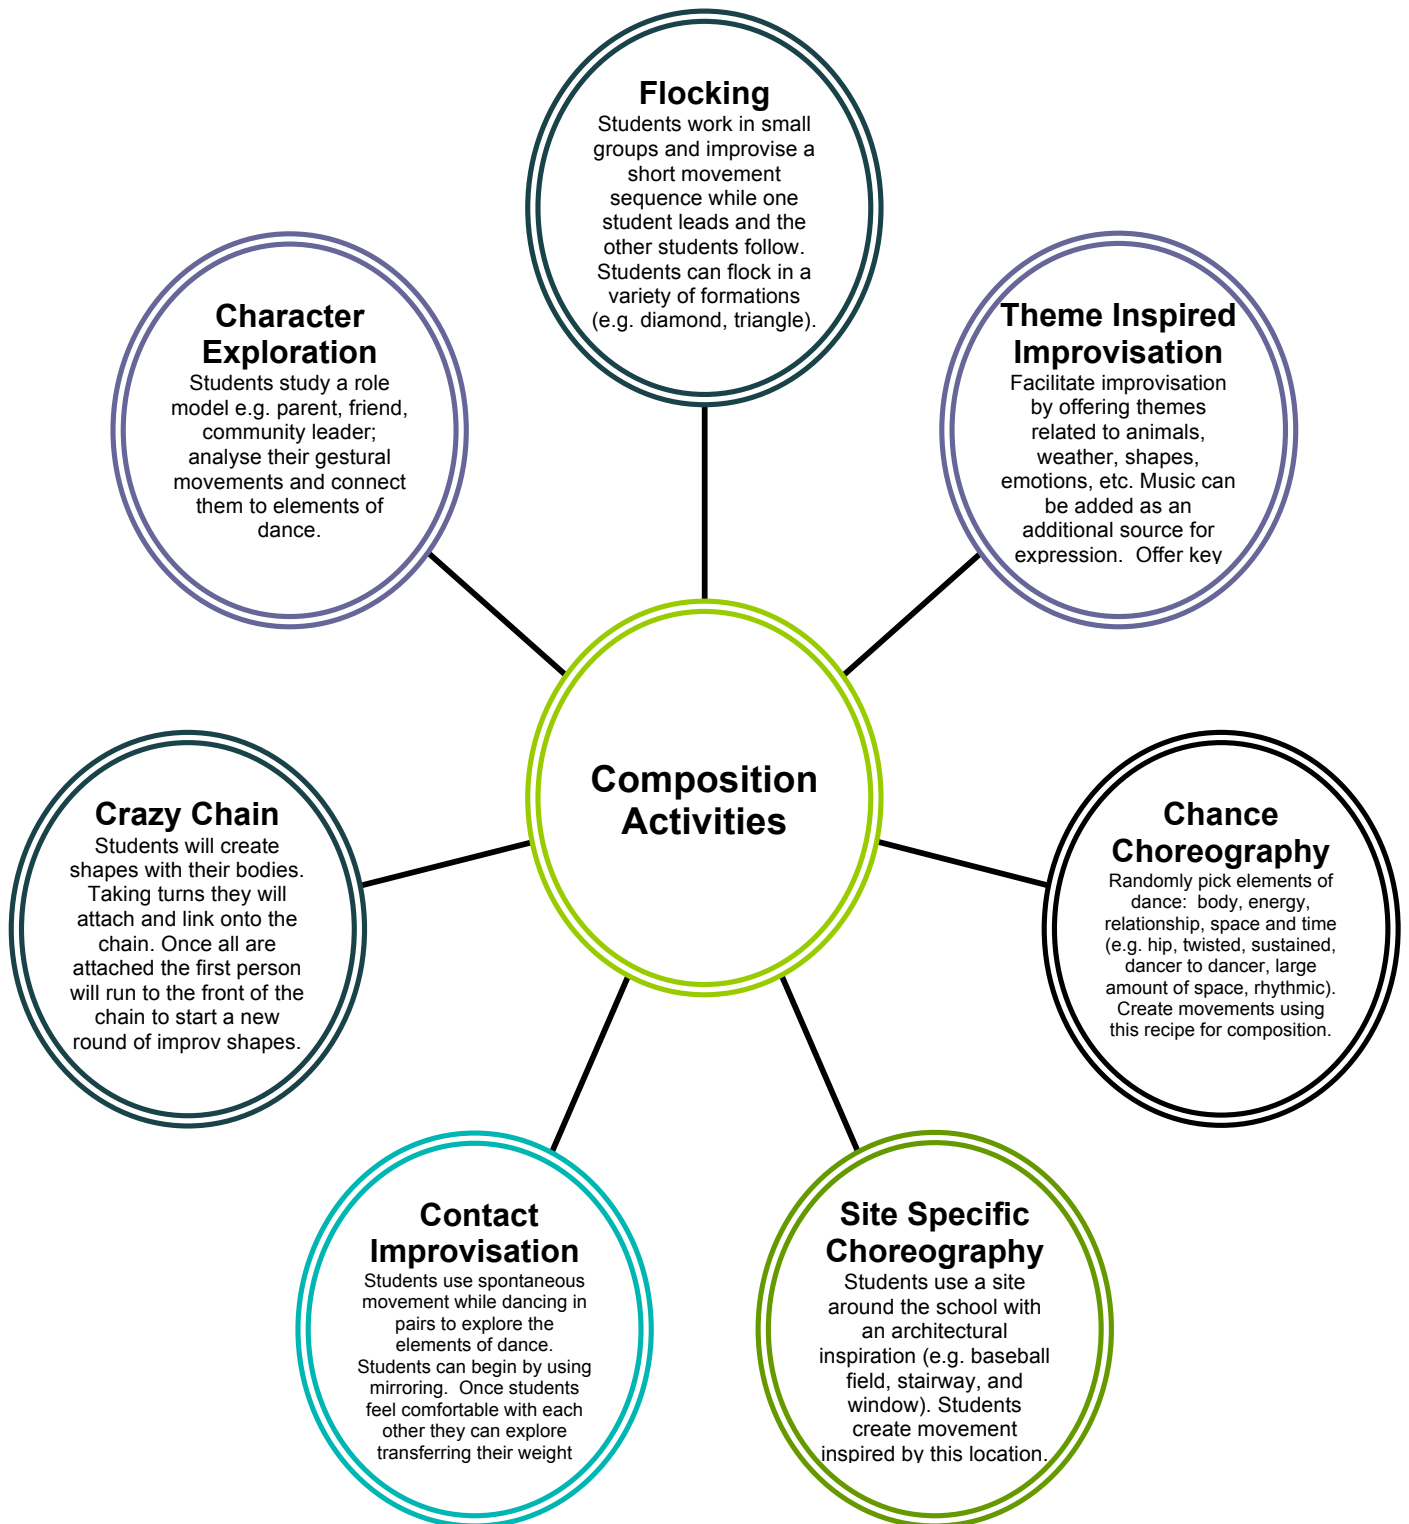 Flocking
Students work in small
groups and improvise a
short movement
sequence while one
student leads and the
other students follow.
Students can flock in a
variety of formations
(e.g. diamond, triangle).
Character
Exploration
Students study a role
model e.g. parent, friend,
community leader;
analyse their gestural
movements and connect
them to elements of
dance.
Theme Inspired
Improvisation
Facilitate improvisation
by offering themes
related to animals,
weather, shapes,
emotions, etc. Music can
be added as an
additional source for
expression. Offer key
Composition
Activities
Crazy Chain
Students will create
shapes with their bodies.
Taking turns they will
attach and link onto the
chain. Once all are
attached the first person
will run to the front of the
chain to start a new
round of improv shapes.
Chance
Choreography
Randomly pick elements of
dance: body, energy,
relationship, space and time
(e.g. hip, twisted, sustained,
dancer to dancer, large
amount of space, rhythmic).
Create movements using
this recipe for composition.
Contact
Improvisation
Students use spontaneous
movement while dancing in
pairs to explore the
elements of dance.
Students can begin by using
mirroring. Once students
feel comfortable with each
other they can explore
transferring their weight
Site Specific
Choreography
Students use a site
around the school with
an architectural
inspiration (e.g. baseball
field, stairway, and
window). Students
create movement
inspired by this location.